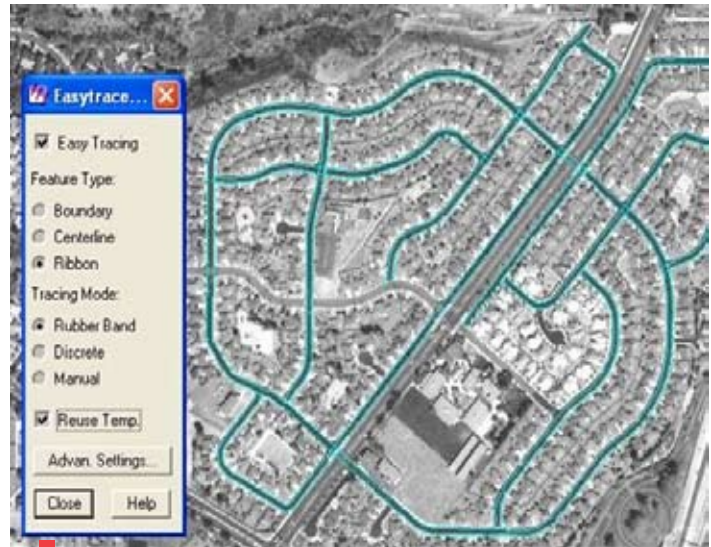 Easytrace...
Easy Tracing
Feature Type:
Boundary
Centerline
Ribbon
Tracing Mode:
Rubber Band
Discrete
Manual
Reuse Temp.
Advan. Settings...
Close Help